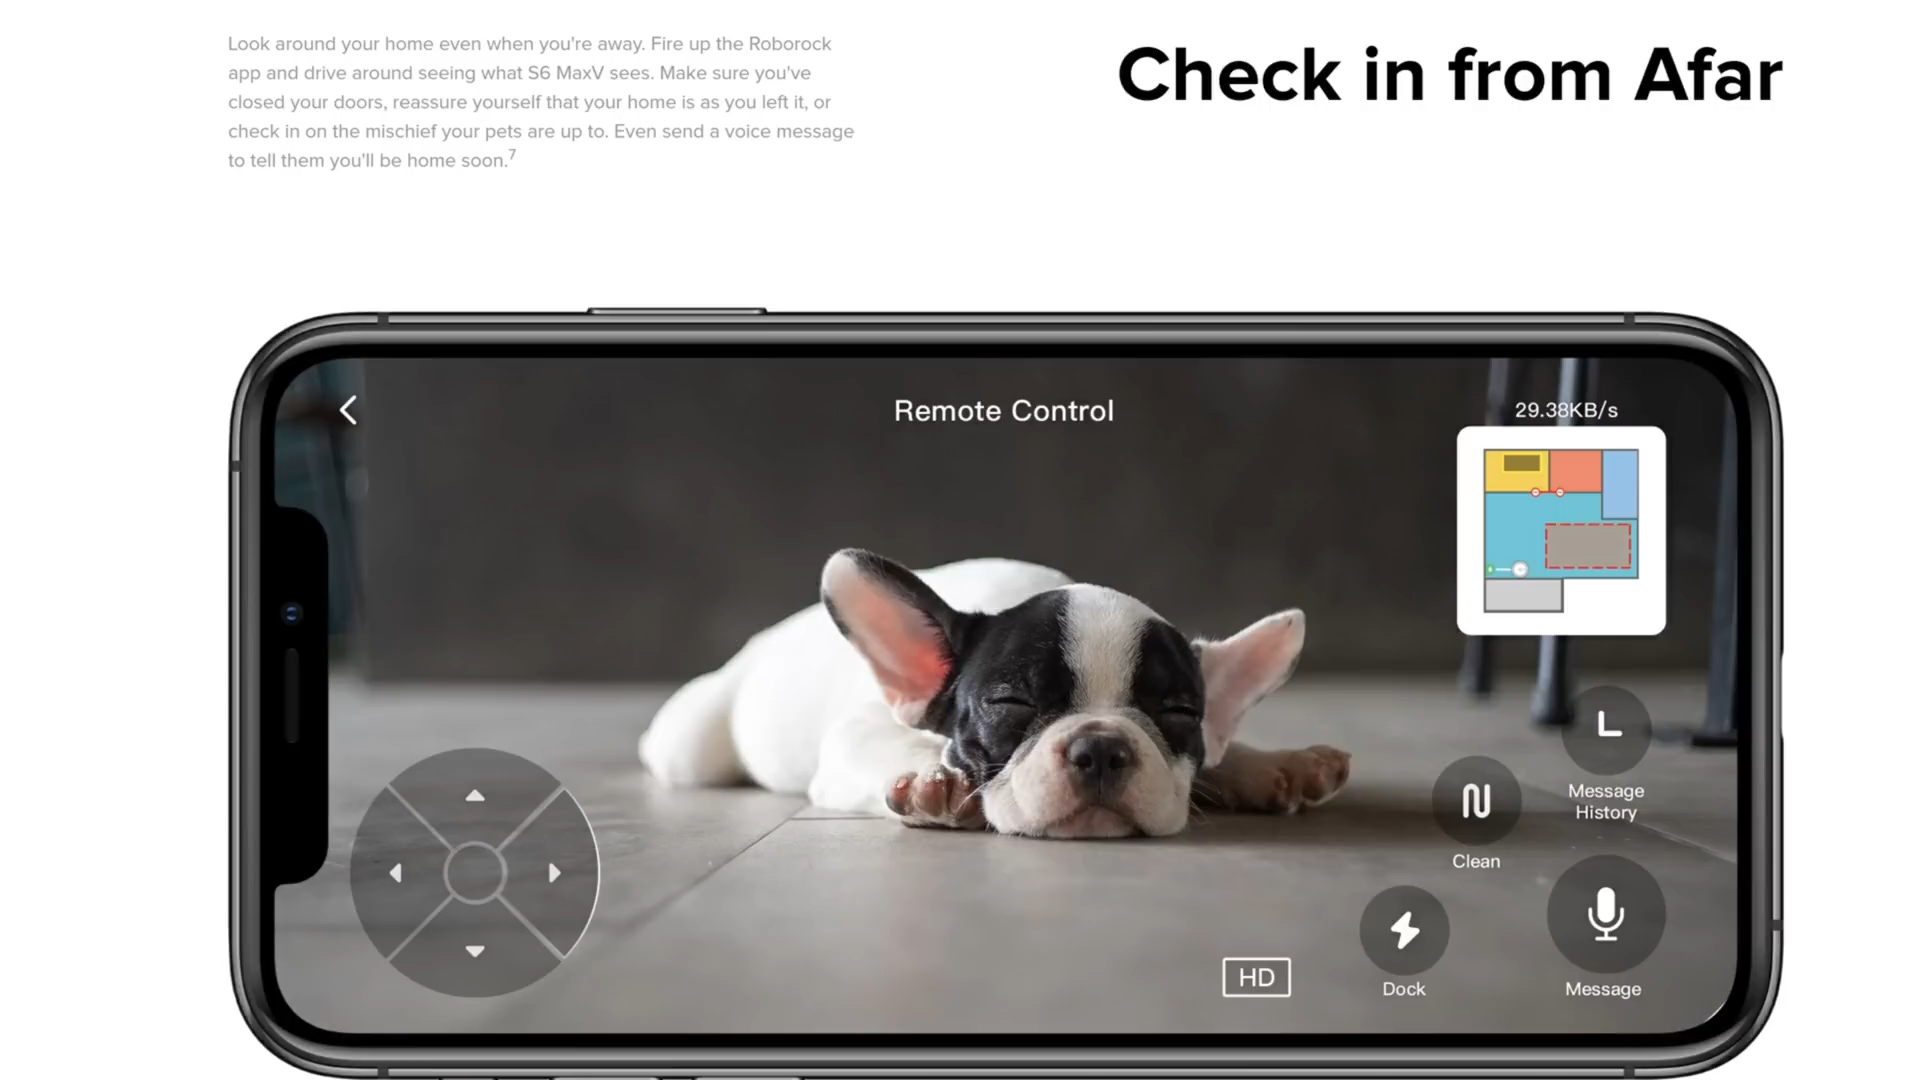 Look around your home even when you're away. Fire up the Roborock
app and drive around seeing what S6 MaxV sees. Make sure you've
closed your doors, reassure yourself that your home is as you left it, or
check in on the mischief your pets are up to. Even send a voice message
to tell them you'll be home soon.7
Check in from Afar
Remote Control
29.38KB/s
Message
History
Clean
HD
Dock
Message